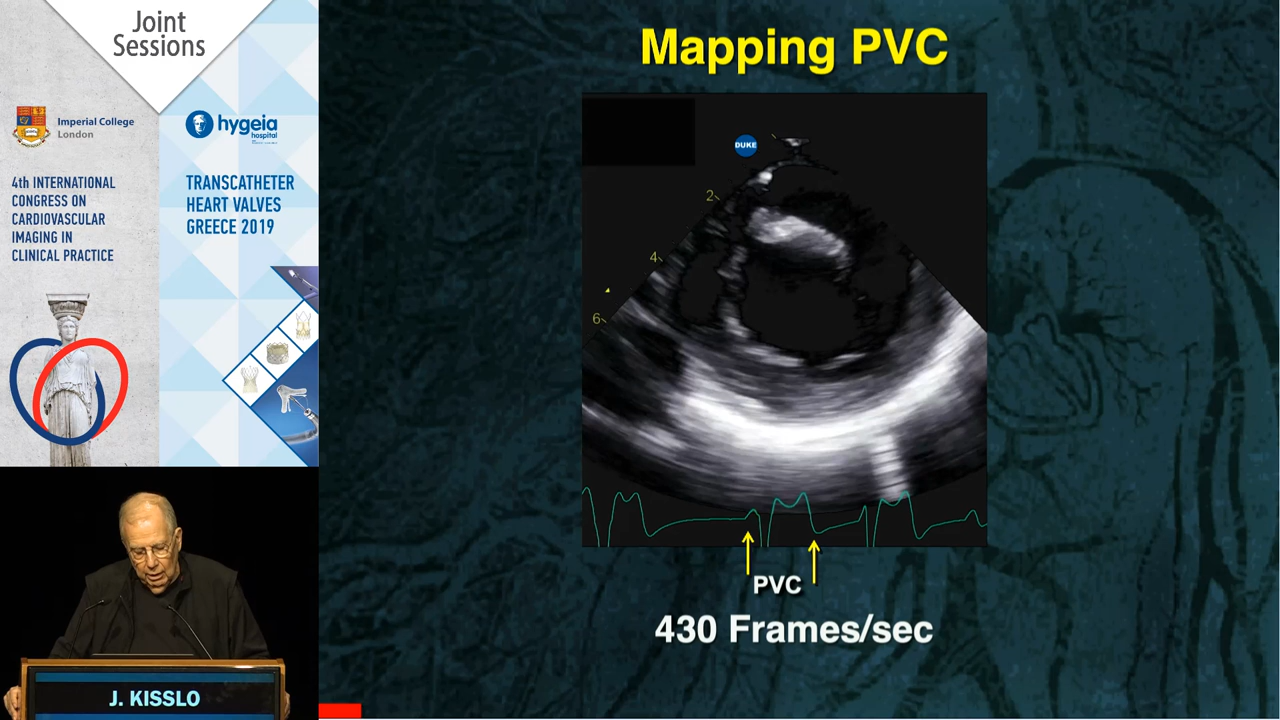 Joint
Sessions
Imperial College
London
hygeia
hospital
4th INTERNATIONAL
CONGRESS ON
CARDIOVASCULAR
IMAGING IN
CLINICAL PRACTICE
TRANSCATHETER
HEART VALVES
GREECE 2019
J. KISSLO
Mapping PVC
DUKE
2
4
6
PVC
430 Frames/sec